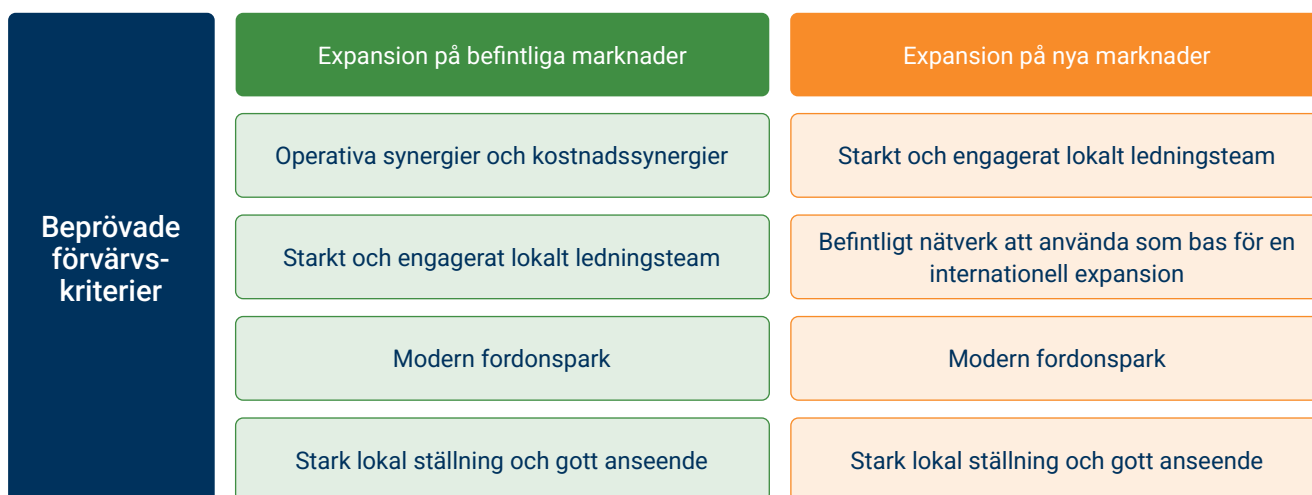 Beprövade
förvärvs-
kriterier
Expansion på befintliga marknader
Operativa synergier och kostnadssynergier
Starkt och engagerat lokalt ledningsteam
Modern fordonspark
Stark lokal ställning och gott anseende
Expansion på nya marknader
Starkt och engagerat lokalt ledningsteam
Befintligt nätverk att använda som bas för en
internationell expansion
Modern fordonspark
Stark lokal ställning och gott anseende